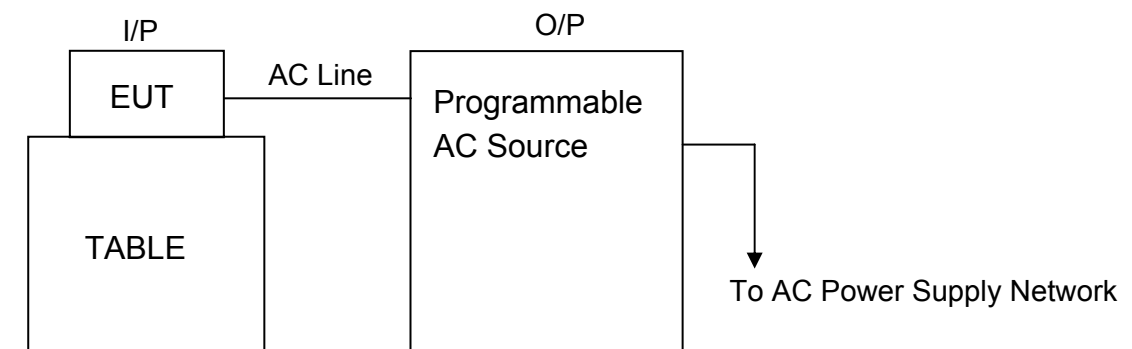 I/P
O/P
EUT
AC Line
Programmable
AC Source
TABLE
To AC Power Supply Network